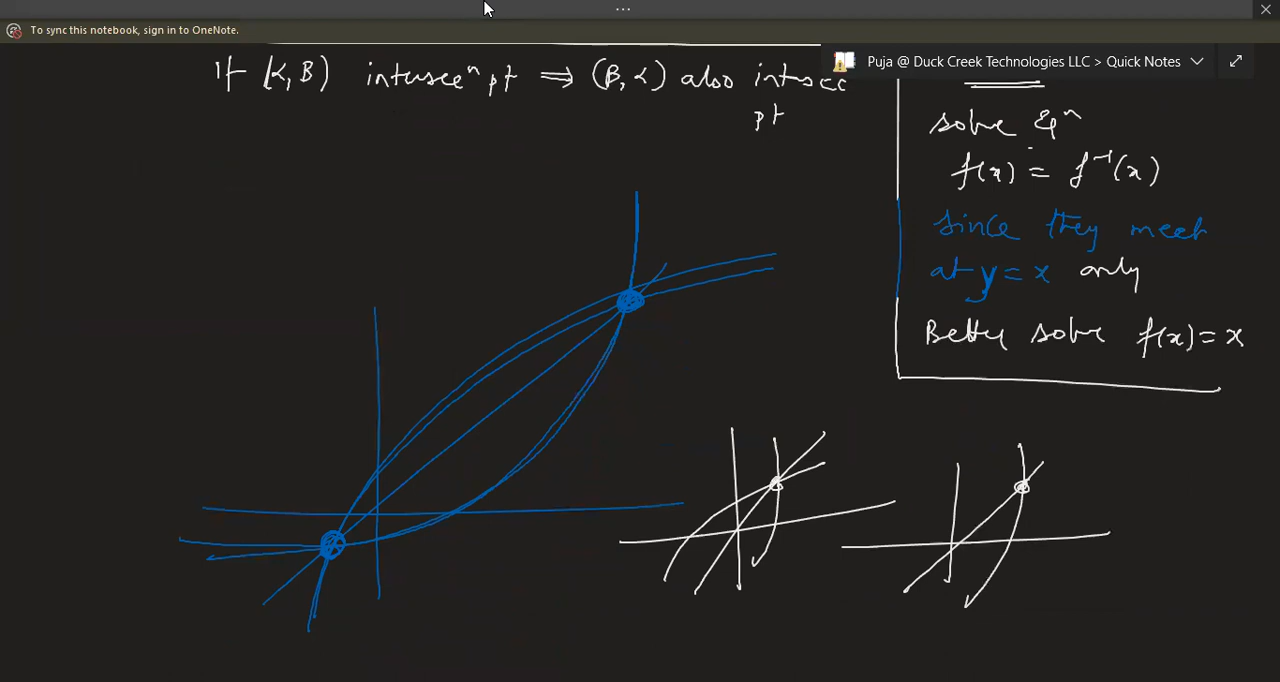 To sync this notebook, sign in to OneNote.
Puja @ Duck Creek Technologies LLC > Quick Notes
If (α, β) intersecⁿ pt ⟹ (β, α) also intersec
pt
solve Eqⁿ
f(x) = f⁻¹(x)
since they meet
at y = x only
Better solve f(x) = x